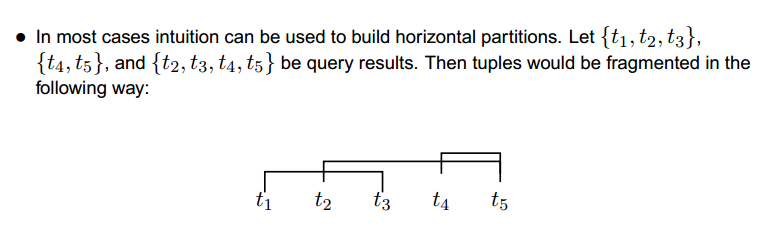 • In most cases intuition can be used to build horizontal partitions. Let {t₁, t₂, t₃},
{t₄, t₅}, and {t₂, t₃, t₄, t₅} be query results. Then tuples would be fragmented in the
following way:
t₁ t₂ t₃ t₄ t₅